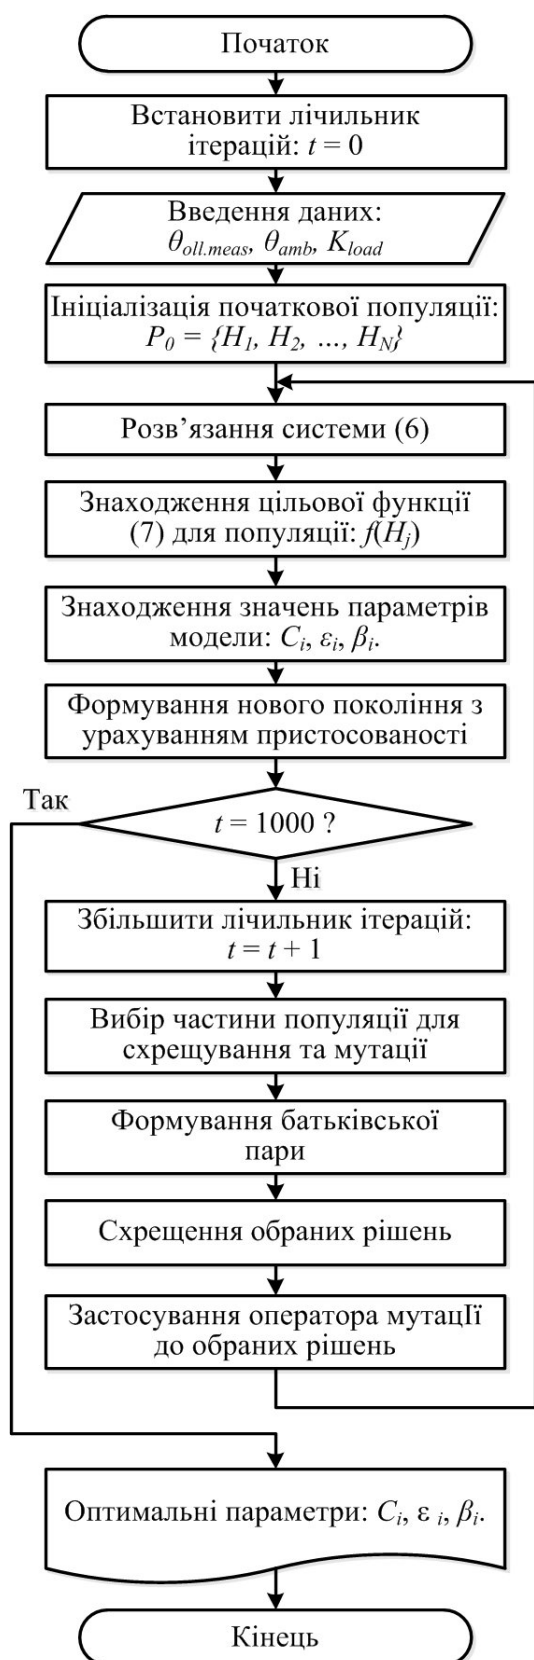 Початок
Встановити лічильник
ітерацій: t = 0
Введення даних:
θoll.meas, θamb, Kload
Ініціалізація початкової популяції:
P0 = {H1, H2, ..., HN}
Розв’язання системи (6)
Знаходження цільової функції
(7) для популяції: f(Hj)
Знаходження значень параметрів
моделі: Ci, εi, βi.
Формування нового покоління з
урахуванням пристосованості
Так
t = 1000 ?
Ні
Збільшити лічильник ітерацій:
t = t + 1
Вибір частини популяції для
схрещування та мутації
Формування батьківської
пари
Схрещення обраних рішень
Застосування оператора мутаціЇ
до обраних рішень
Оптимальні параметри: Ci, ε i, βi.
Кінець